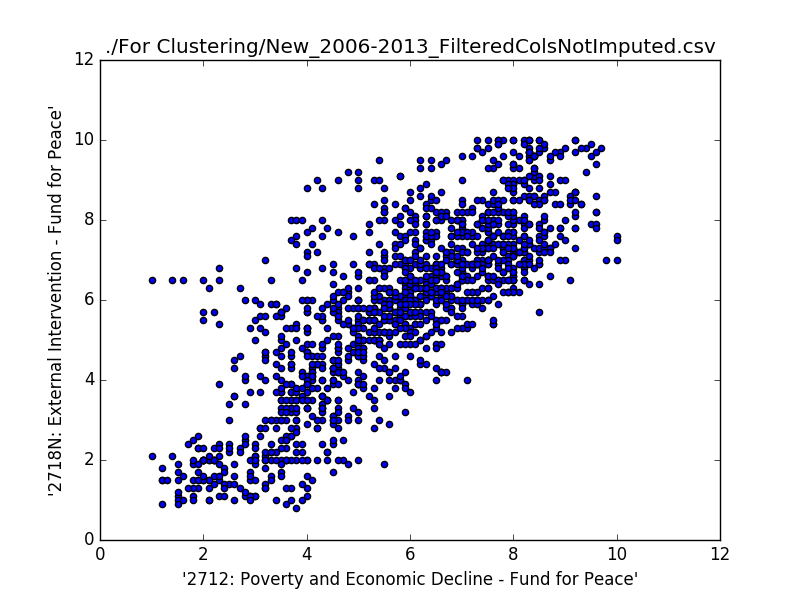 ./For Clustering/New_2006-2013_FilteredColsNotImputed.csv
12
10
8
6
4
2
0
'2718N: External Intervention - Fund for Peace'
0 2 4 6 8 10 12
'2712: Poverty and Economic Decline - Fund for Peace'